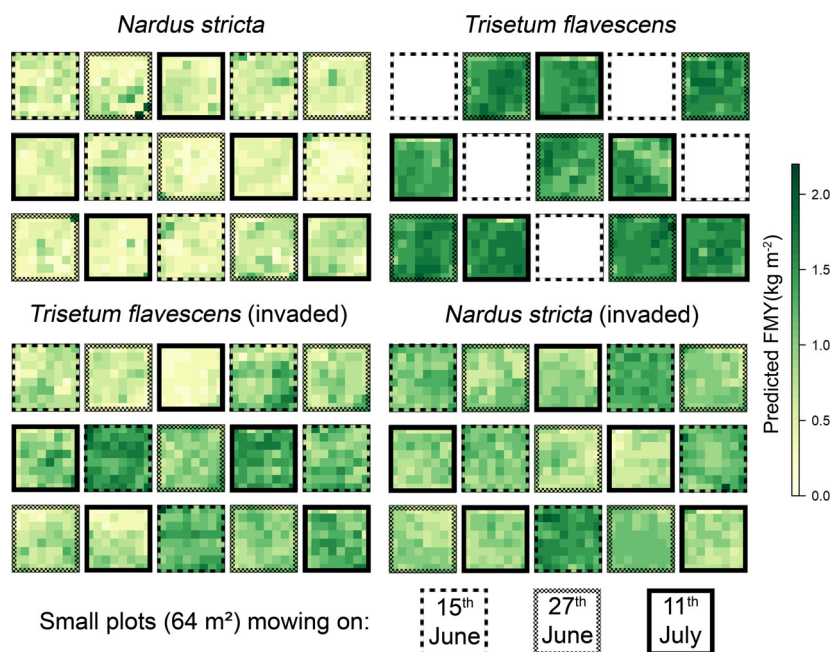 Nardus stricta
Trisetum flavescens
Trisetum flavescens (invaded)
Nardus stricta (invaded)
2.0
1.5
1.0
0.5
0.0
Predicted FMY(kg m⁻²)
Small plots (64 m²) mowing on:
15th
June
27th
June
11th
July